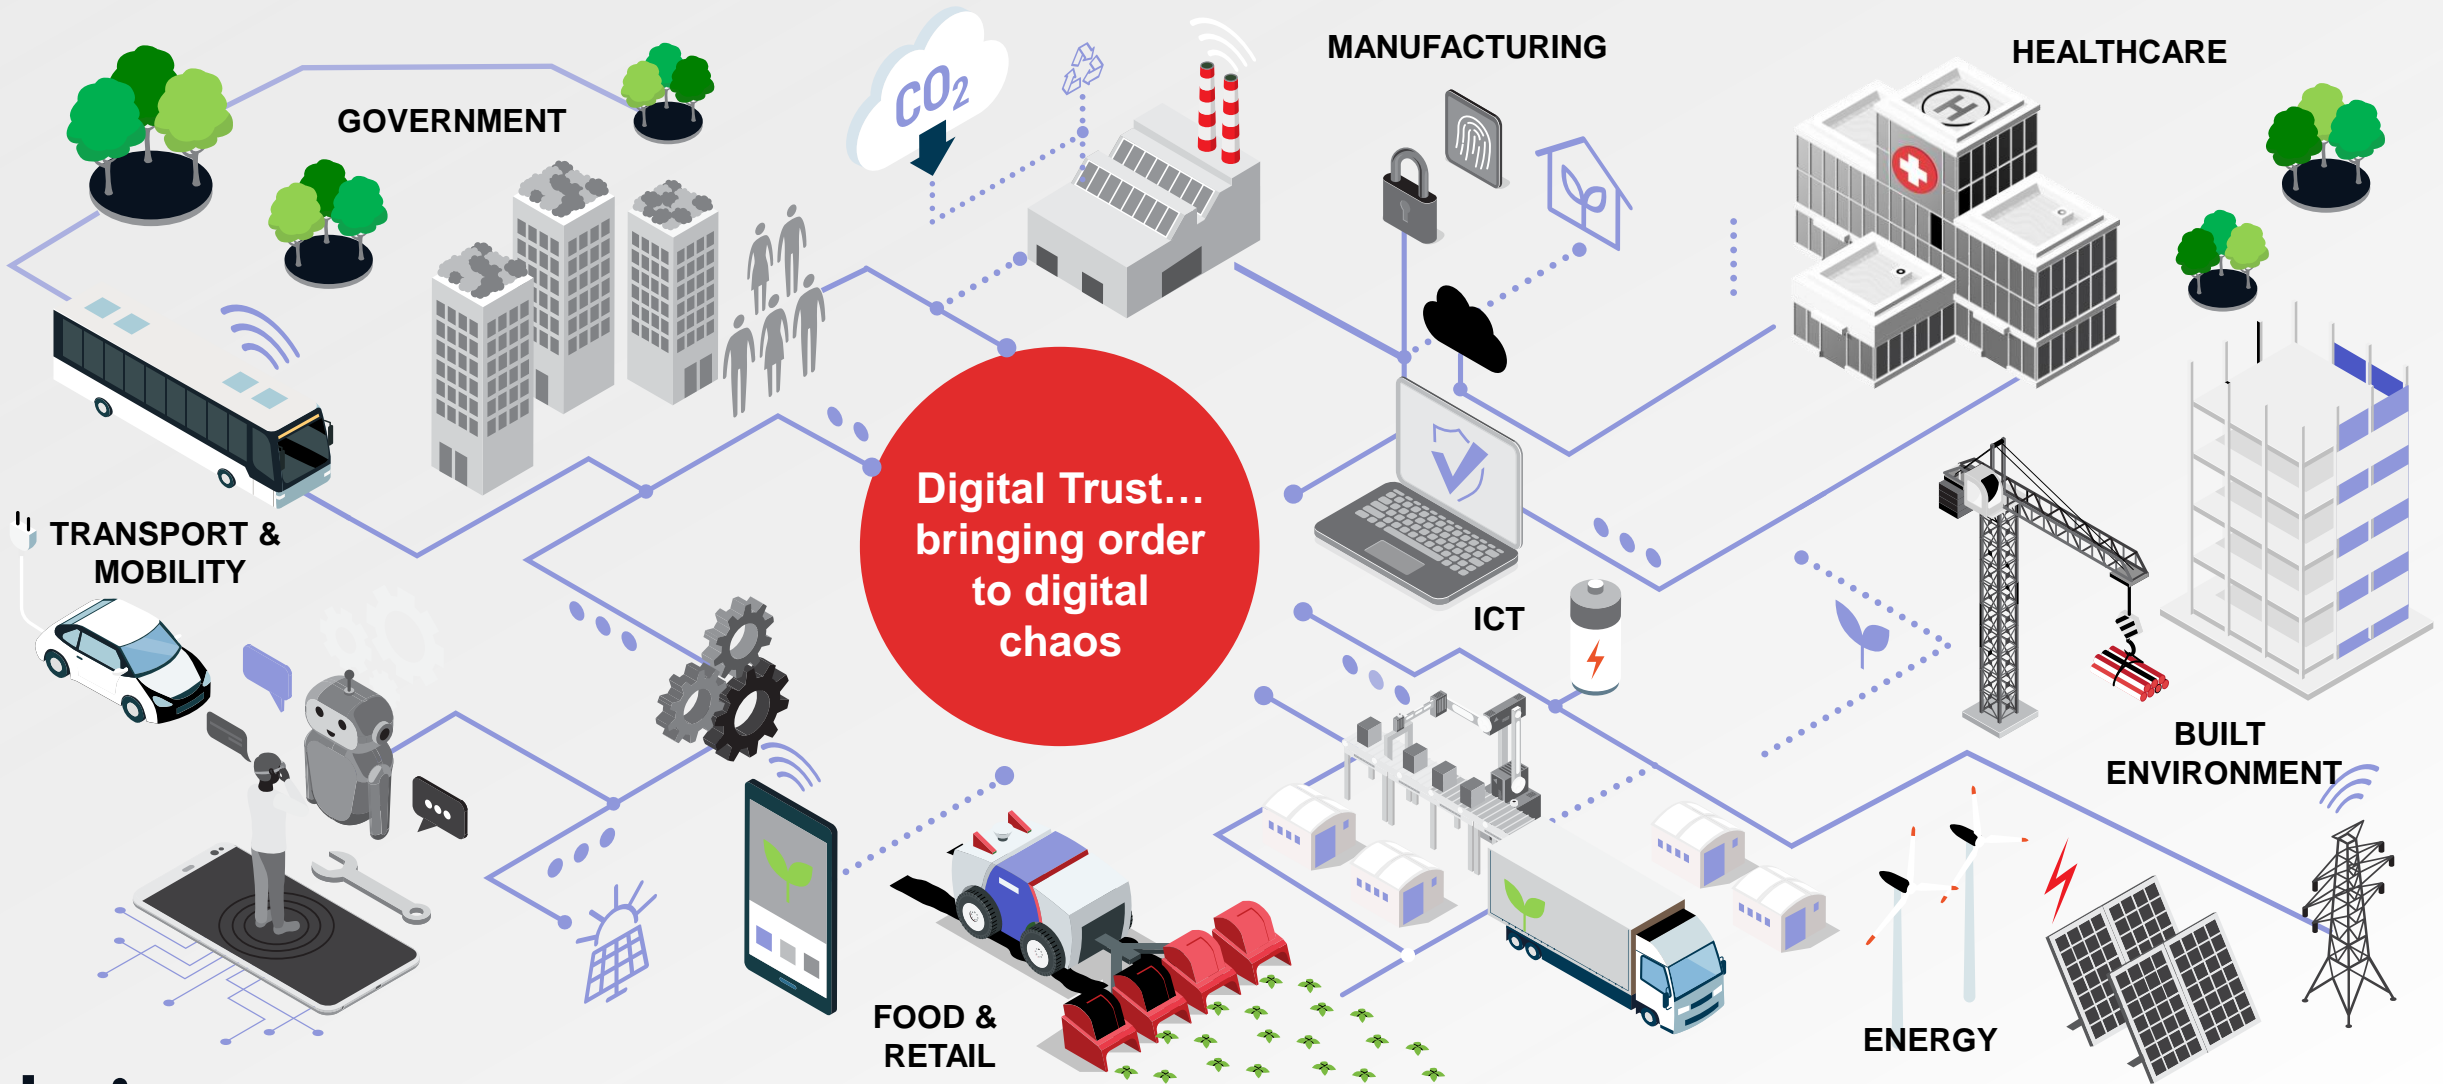 MANUFACTURING
HEALTHCARE
GOVERNMENT
CO2
H
Digital Trust…
bringing order
to digital
chaos
TRANSPORT &
MOBILITY
ICT
BUILT
ENVIRONMENT
FOOD &
RETAIL
ENERGY